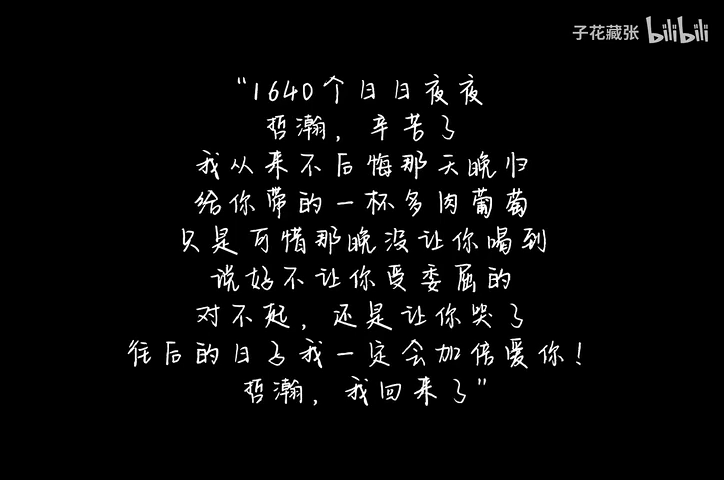 子花藏张 bilibili
"1640个日日夜夜
哲瀚，辛苦了
我从来不后悔那天晚归
给你带的一杯多肉葡萄
只是可惜那晚没让你喝到
说好不让你受委屈的
对不起，还是让你哭了
往后的日子我一定会加倍爱你！
哲瀚，我回来了"